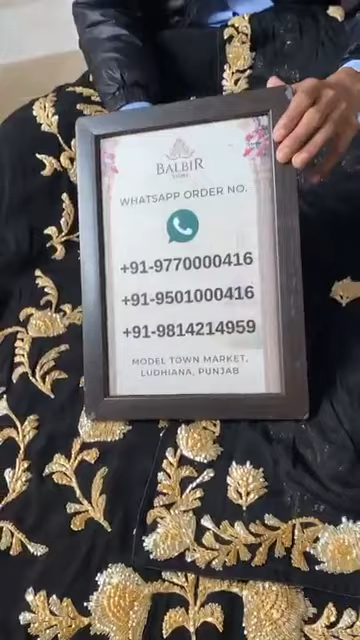 BALBIR
WHATSAPP ORDER NO.
+91-9770000416
+91-9501000416
+91-9814214959
MODEL TOWN MARKET,
LUDHIANA, PUNJAB